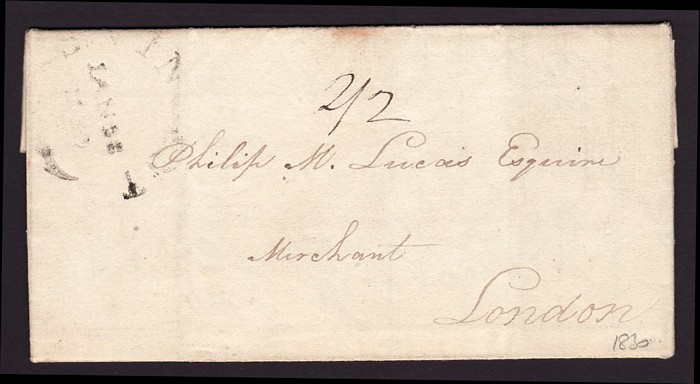 2/2
Philip M. Lucas Esquire
Merchant
London
1830